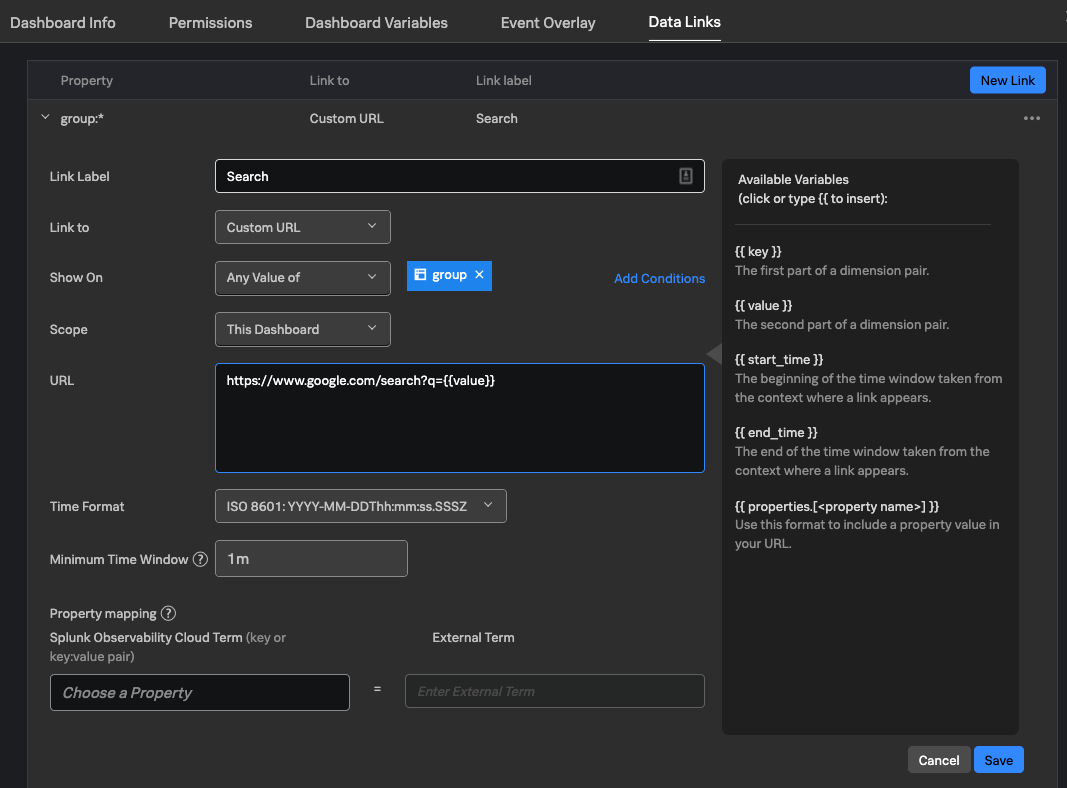 Dashboard Info Permissions Dashboard Variables Event Overlay Data Links
Property Link to Link label New Link
group:* Custom URL Search
Link Label Search
Link to Custom URL
Show On Any Value of group Add Conditions
Scope This Dashboard
URL https://www.google.com/search?q={{value}}
Time Format ISO 8601: YYYY-MM-DDThh:mm:ss.SSSZ
Minimum Time Window ? 1m
Property mapping ?
Splunk Observability Cloud Term (key or
key:value pair)
External Term
Choose a Property = Enter External Term
Available Variables
(click or type {{ to insert):
{{ key }}
The first part of a dimension pair.
{{ value }}
The second part of a dimension pair.
{{ start_time }}
The beginning of the time window taken from
the context where a link appears.
{{ end_time }}
The end of the time window taken from the
context where a link appears.
{{ properties.[<property name>] }}
Use this format to include a property value in
your URL.
Cancel Save